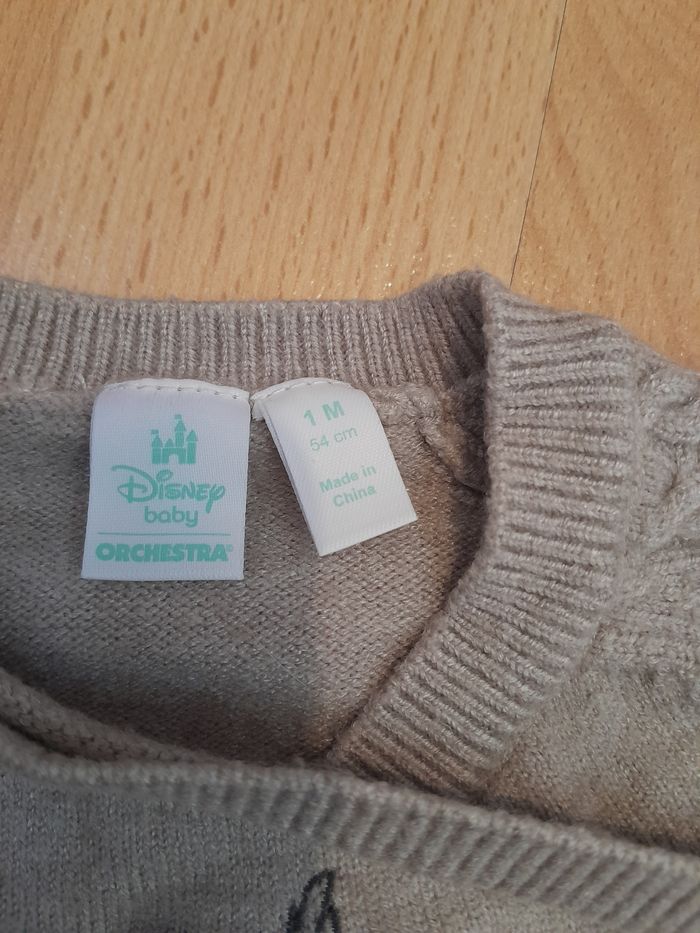 Disney
baby
ORCHESTRA®
1 M
54 cm
Made in
China